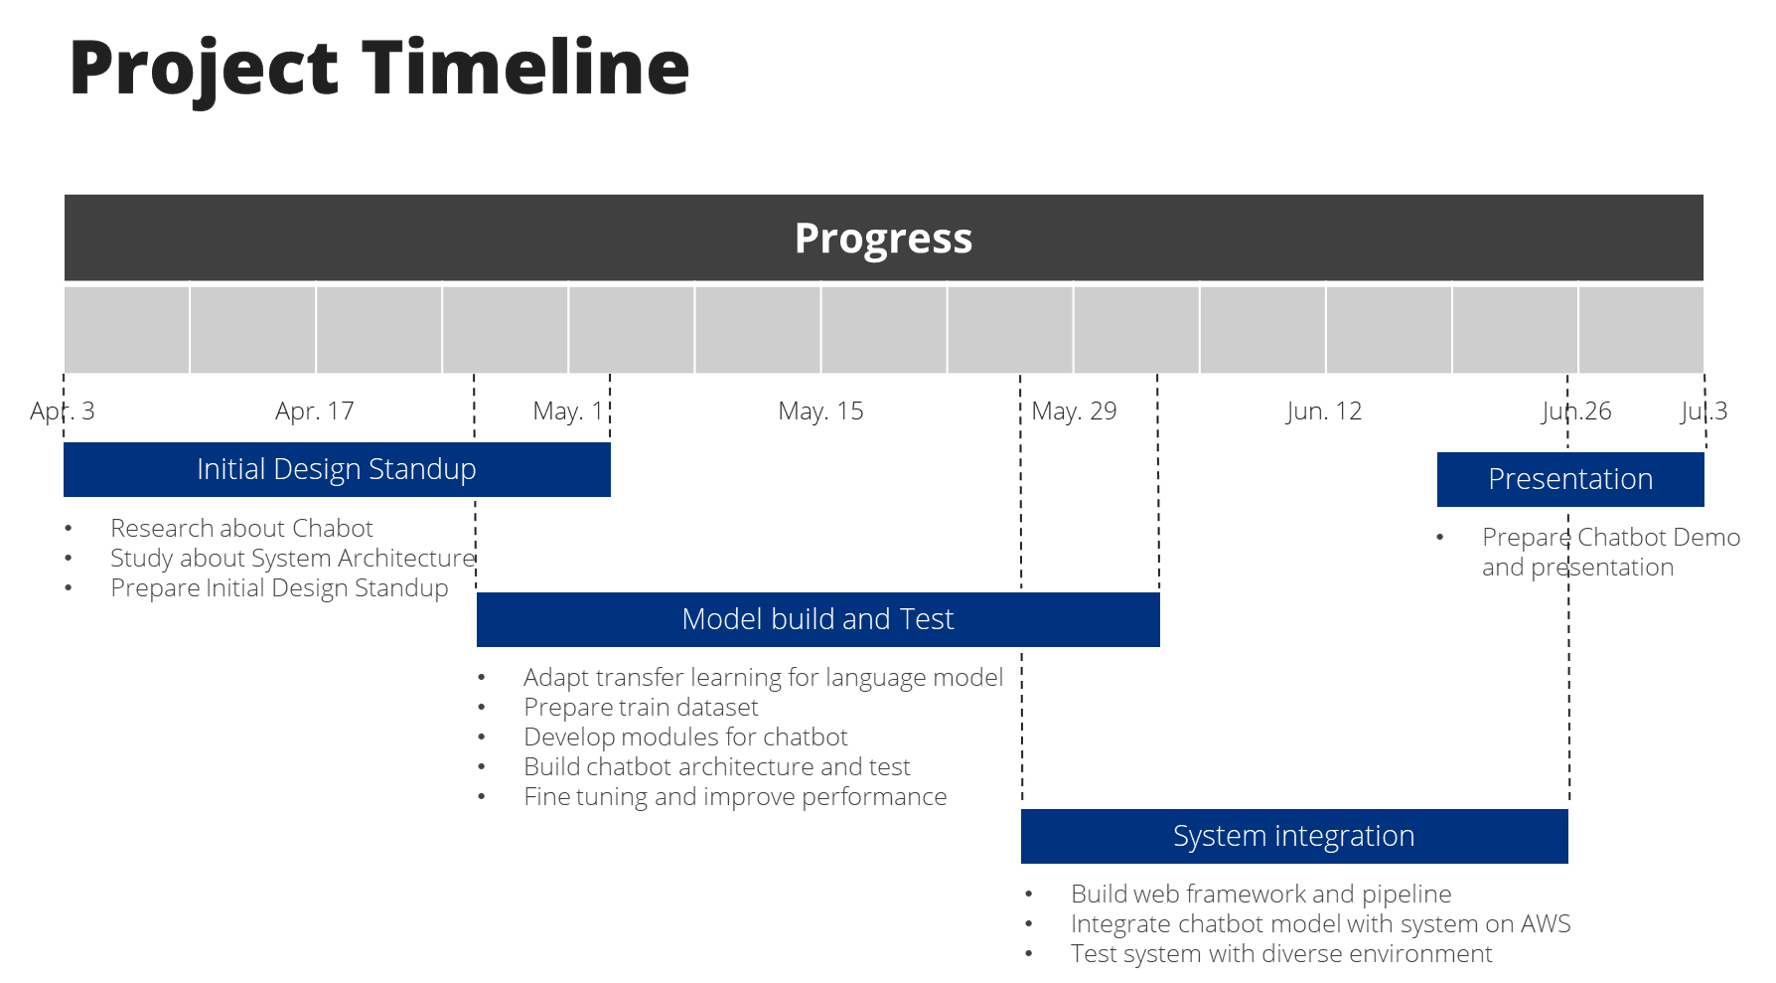 Project Timeline
Progress
Apr. 3
Apr. 17
May. 1
May. 15
May. 29
Jun. 12
Jun.26
Jul.3
Initial Design Standup
• Research about Chabot
• Study about System Architecture
• Prepare Initial Design Standup
Presentation
• Prepare Chatbot Demo
and presentation
Model build and Test
• Adapt transfer learning for language model
• Prepare train dataset
• Develop modules for chatbot
• Build chatbot architecture and test
• Fine tuning and improve performance
System integration
• Build web framework and pipeline
• Integrate chatbot model with system on AWS
• Test system with diverse environment